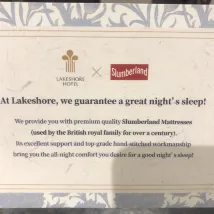 LAKESHORE
HOTEL
×
Slumberland
At Lakeshore, we guarantee a great night's sleep!
We provide you with premium quality Slumberland Mattresses
(used by the British royal family for over a century).
Its excellent support and top grade hand-stitched workmanship
bring you the all-night comfort you desire for a good night's sleep!